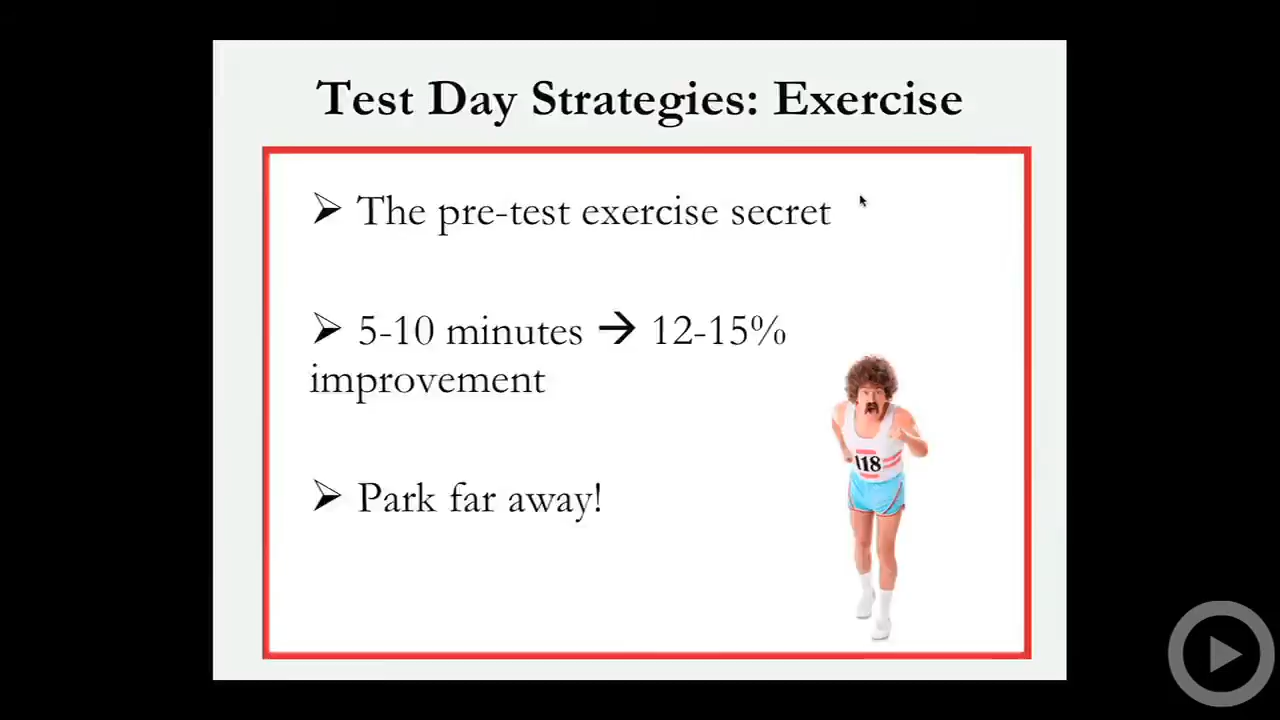 Test Day Strategies: Exercise
➢ The pre-test exercise secret
➢ 5-10 minutes → 12-15%
improvement
➢ Park far away!
118